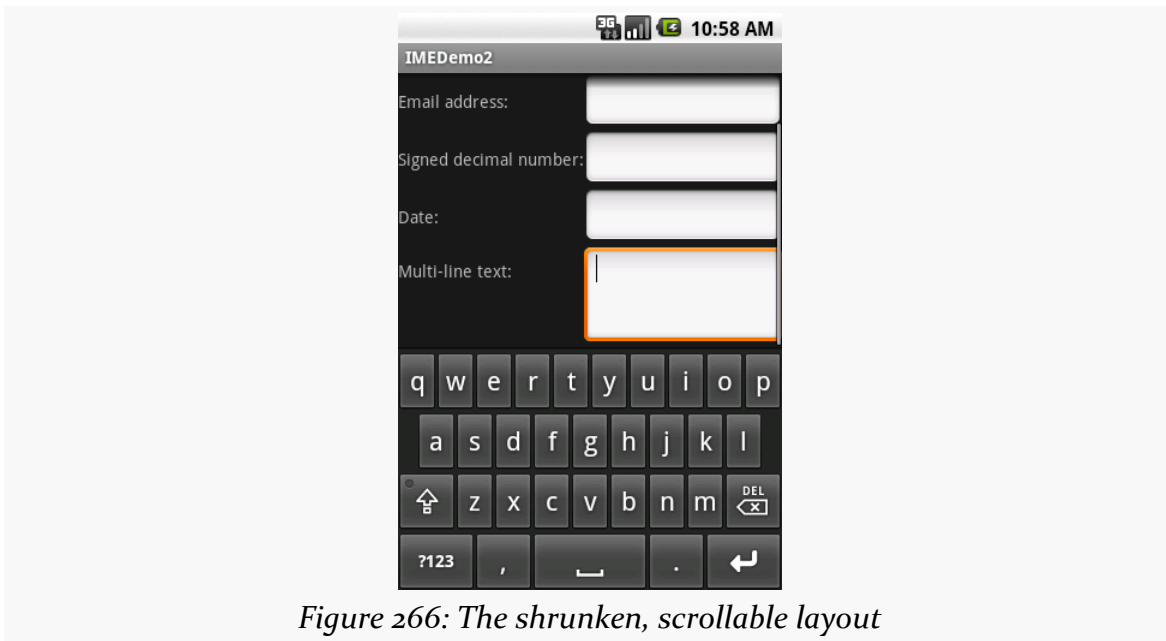 3G 10:58 AM
IMEDemo2
Email address:
Signed decimal number:
Date:
Multi-line text:
q w e r t y u i o p
a s d f g h j k l
z x c v b n m DEL
?123 , .
Figure 266: The shrunken, scrollable layout